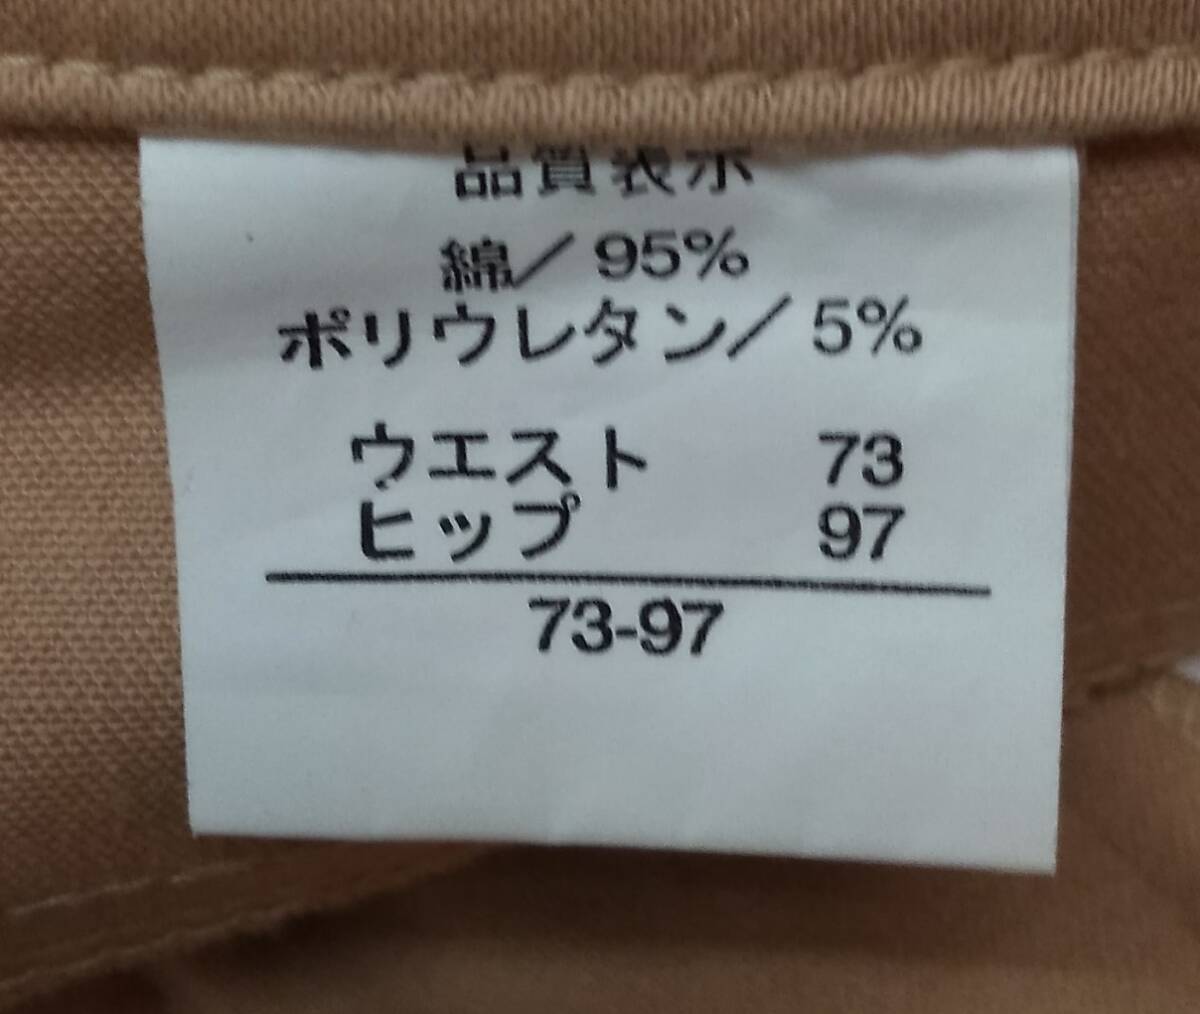 品質表示
綿／95%
ポリウレタン／5%
ウエスト 73
ヒップ 97
73-97